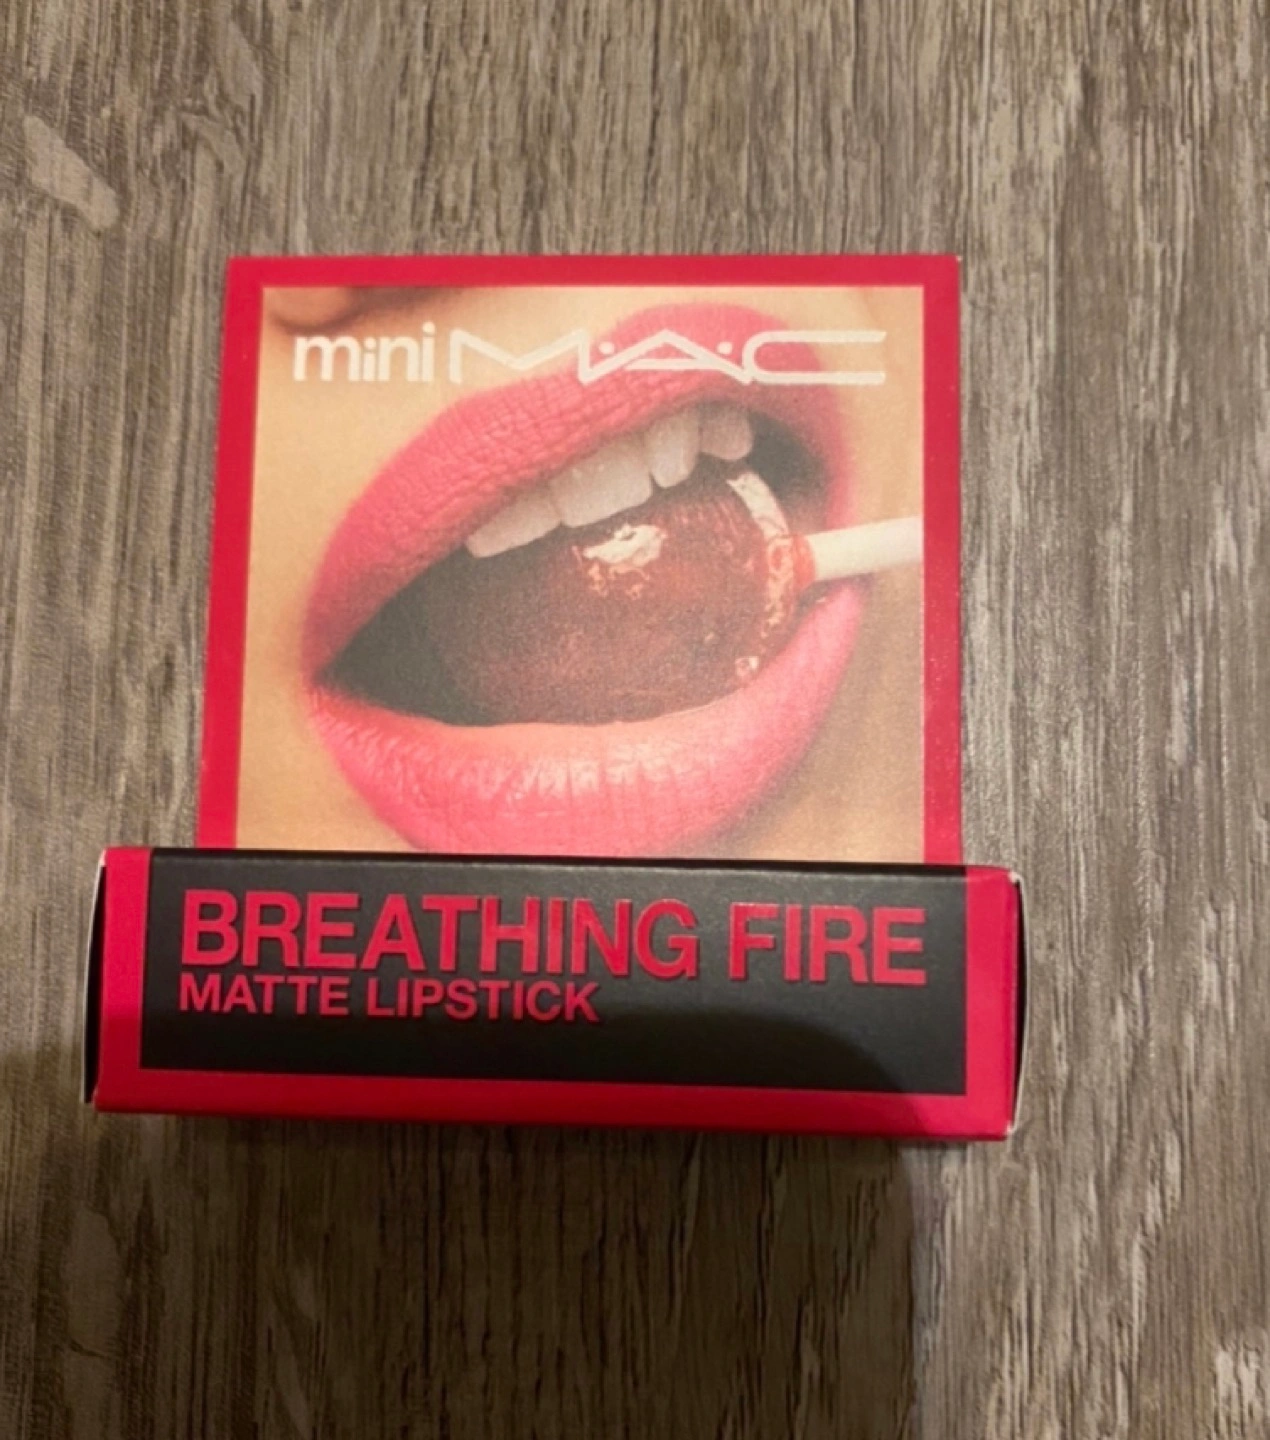 mini M·A·C
BREATHING FIRE
MATTE LIPSTICK